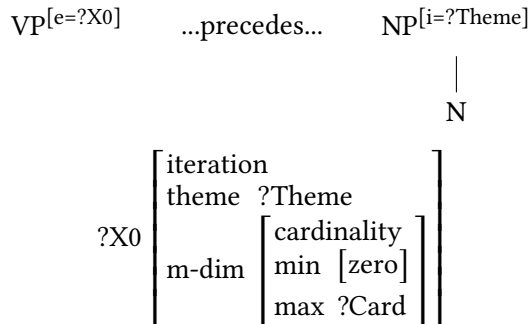 VP[e=?X0] ...precedes... NP[i=?Theme]
N
iteration
theme ?Theme
?X0 m-dim cardinality
min [zero]
max ?Card